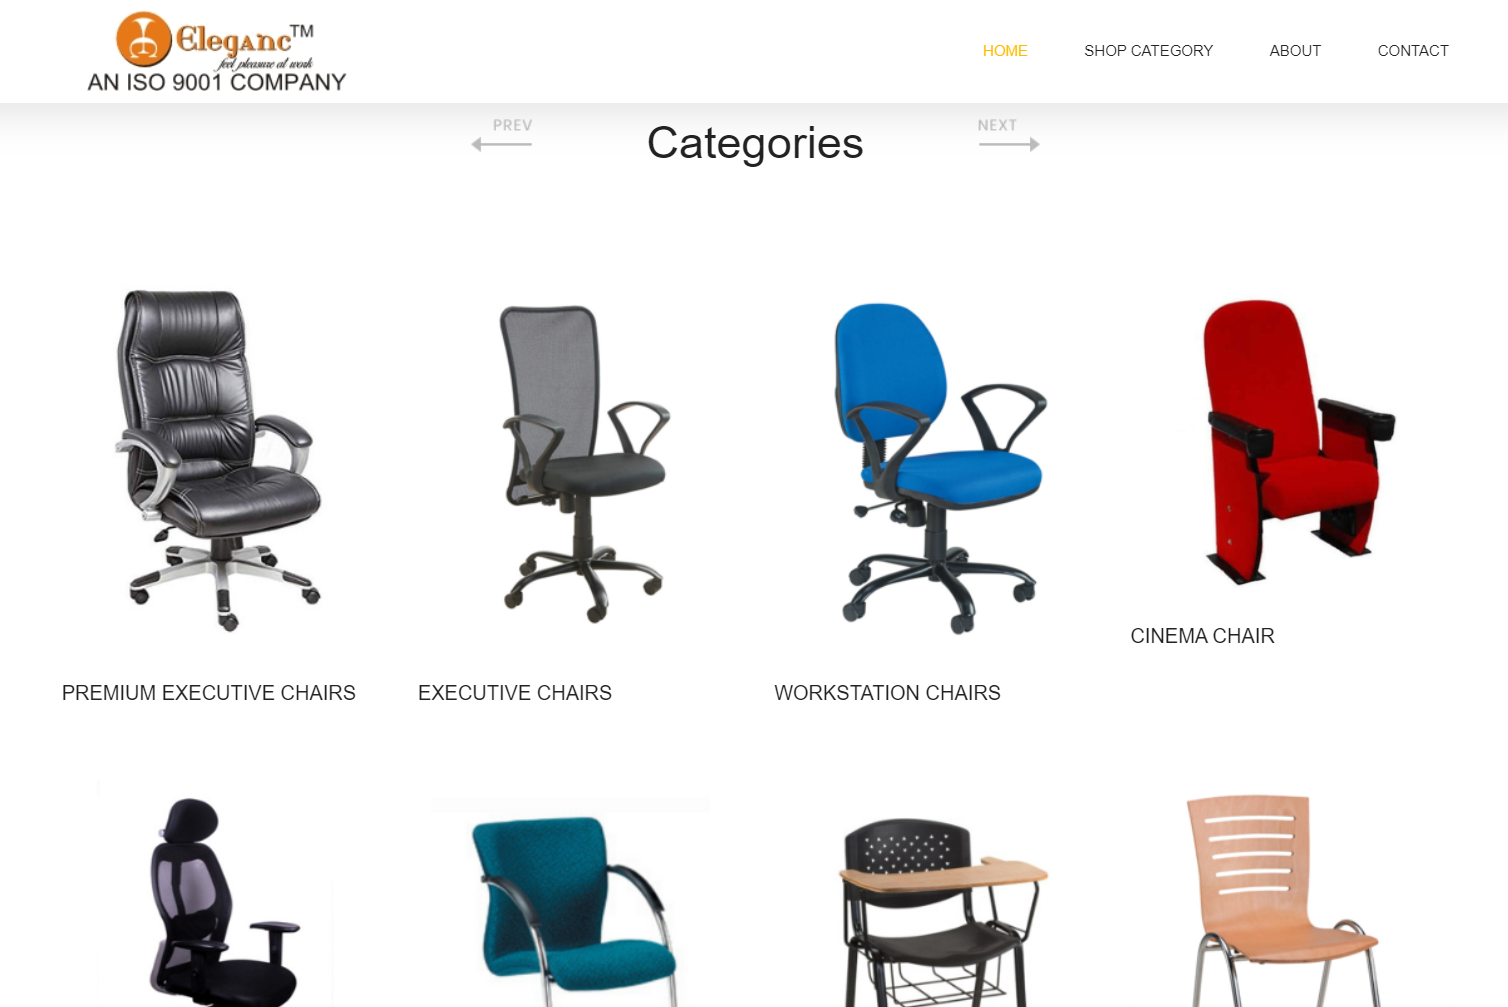 Eleganc™
feel pleasure at work
AN ISO 9001 COMPANY
HOME
SHOP CATEGORY
ABOUT
CONTACT
PREV
Categories
NEXT
PREMIUM EXECUTIVE CHAIRS
EXECUTIVE CHAIRS
WORKSTATION CHAIRS
CINEMA CHAIR